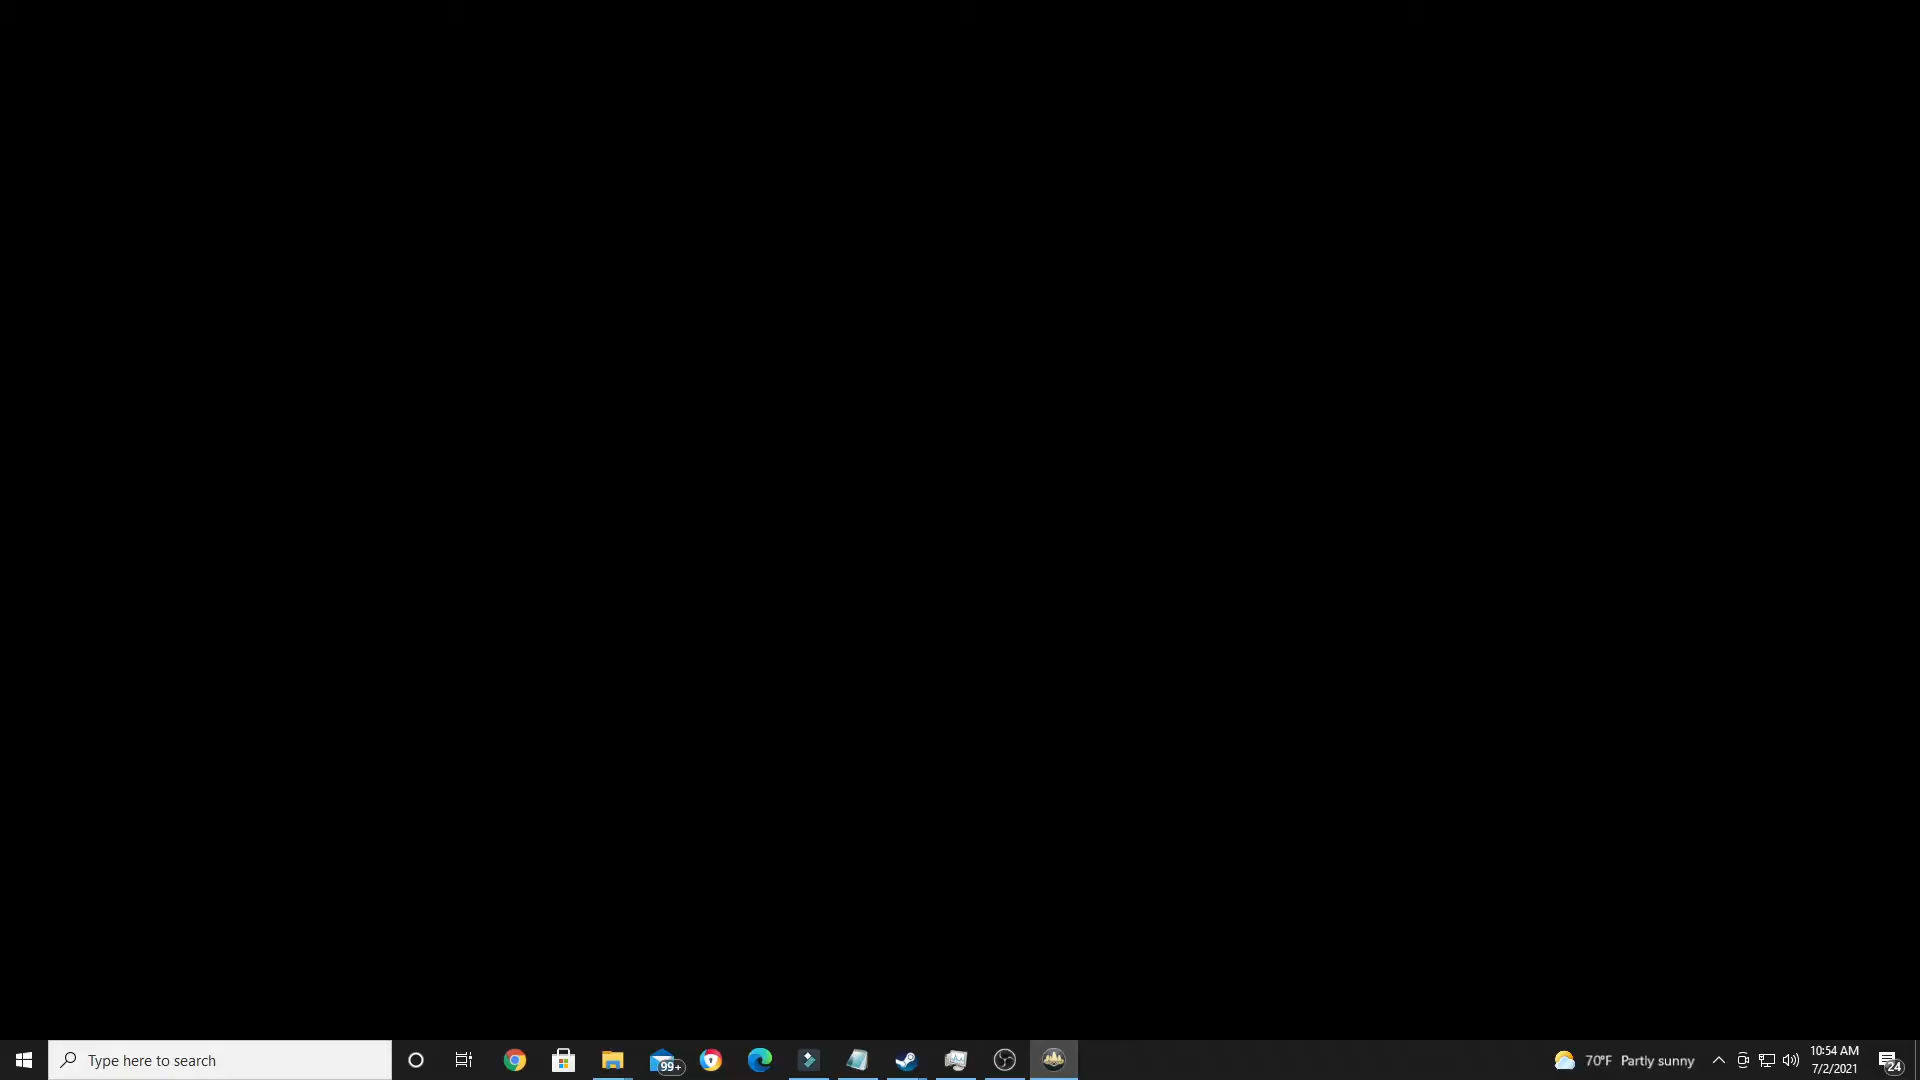 Type here to search
99+
70°F Partly sunny
10:54 AM
7/2/2021
24